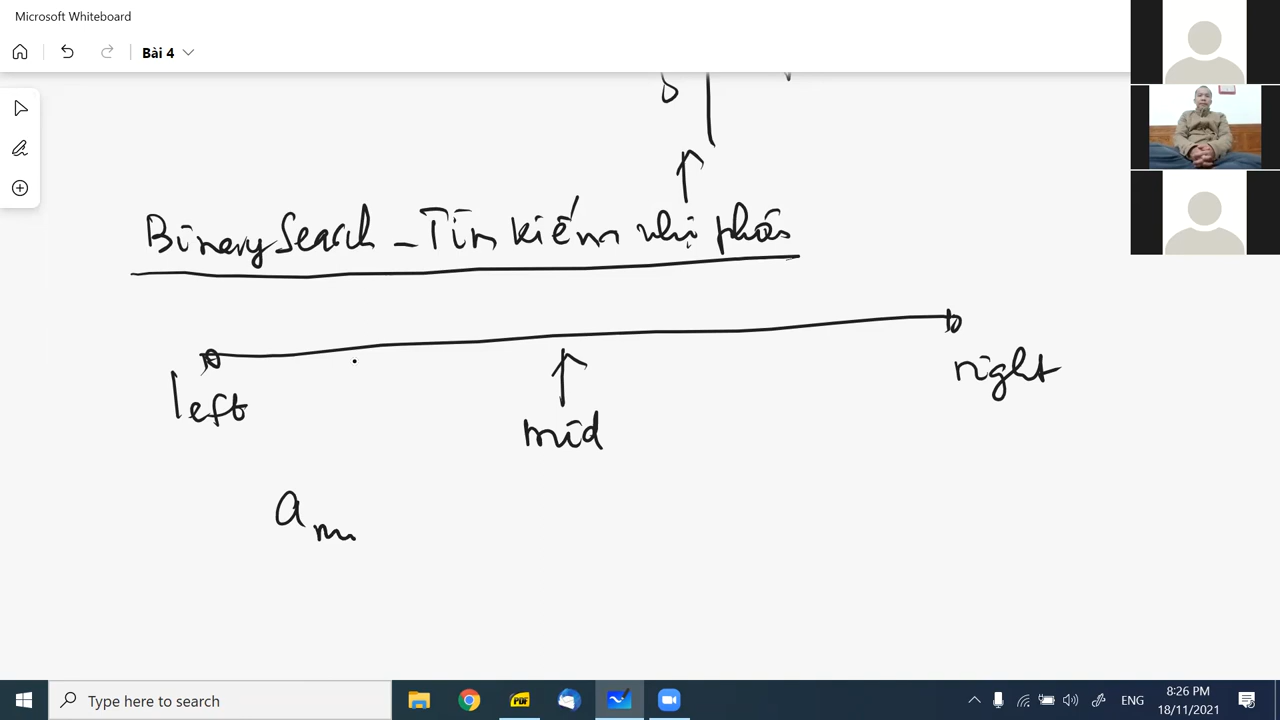 Microsoft Whiteboard
Bài 4
Binary Search - Tìm kiếm nhị phân
left
mid
right
a m
Type here to search
PDF
ENG
8:26 PM
18/11/2021